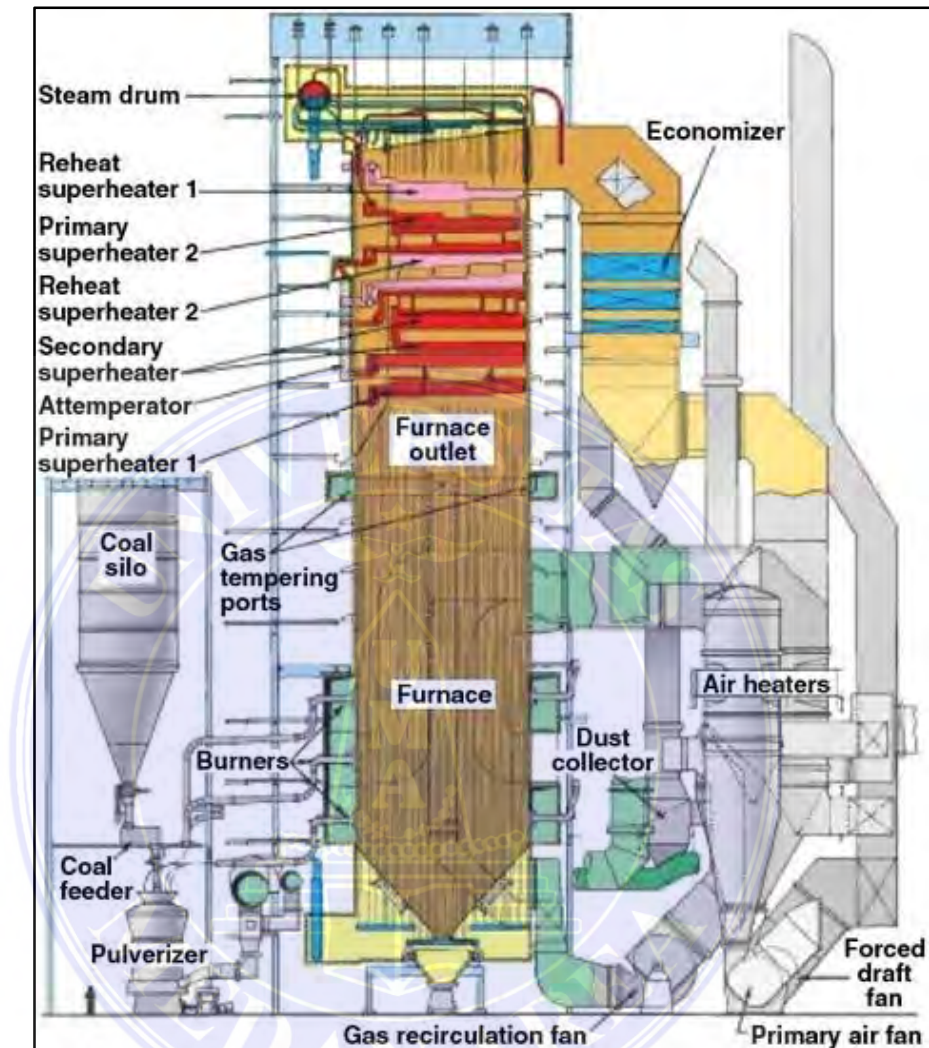 Steam drum
Economizer
Reheat
superheater 1
Primary
superheater 2
Reheat
superheater 2
Secondary
superheater
Attemperator
Primary
superheater 1
Furnace
outlet
Coal
silo
Gas
tempering
ports
Furnace
Air heaters
Burners
Dust
collector
Coal
feeder
Pulverizer
Forced
draft
fan
Gas recirculation fan
Primary air fan